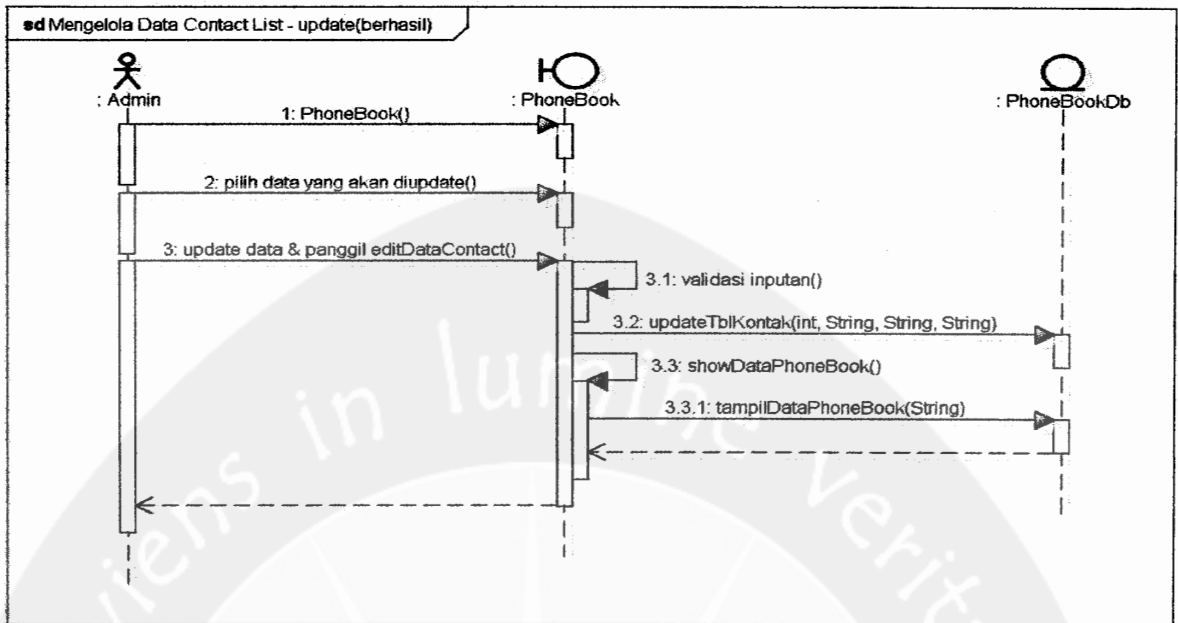 sd Mengelola Data Contact List - update(berhasil)
: Admin
: PhoneBook
: PhoneBookDb
1: PhoneBook()
2: pilih data yang akan diupdate()
3: update data & panggil editDataContact()
3.1: validasi inputan()
3.2: updateTblKontak(int, String, String, String)
3.3: showDataPhoneBook()
3.3.1: tampilDataPhoneBook(String)
in lumine